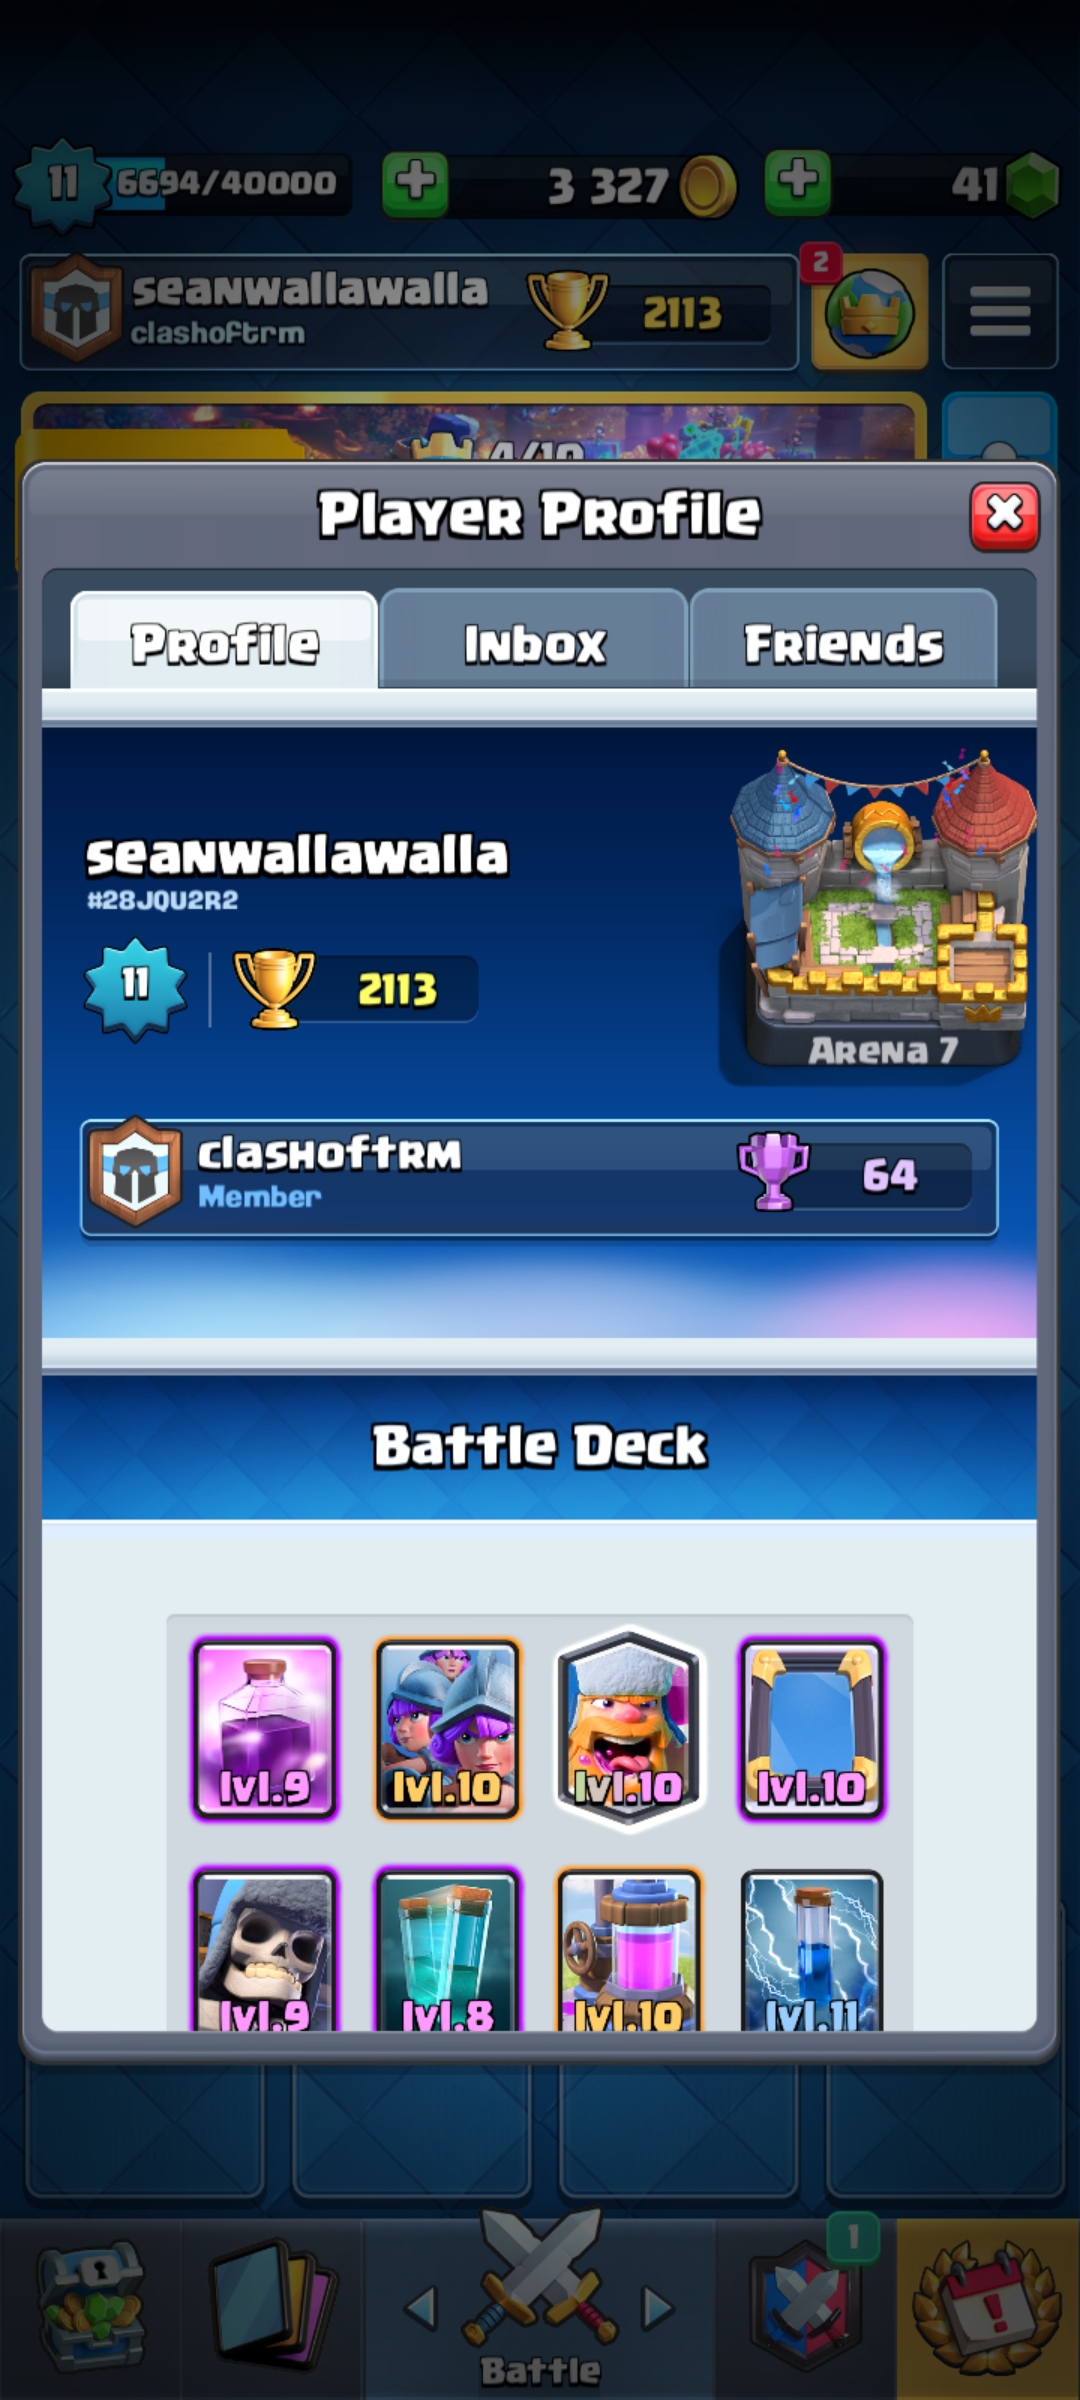 11
6694/40000
3 327
41
seanwallawalla
clashoftrm
2113
2
4/10
Player Profile
Profile
Inbox
Friends
seanwallawalla
#28JQU2R2
11
2113
Arena 7
clashoftrm
Member
64
Battle Deck
lvl.9
lvl.10
lvl.10
lvl.10
lvl.9
lvl.8
lvl.10
lvl.11
1
Battle